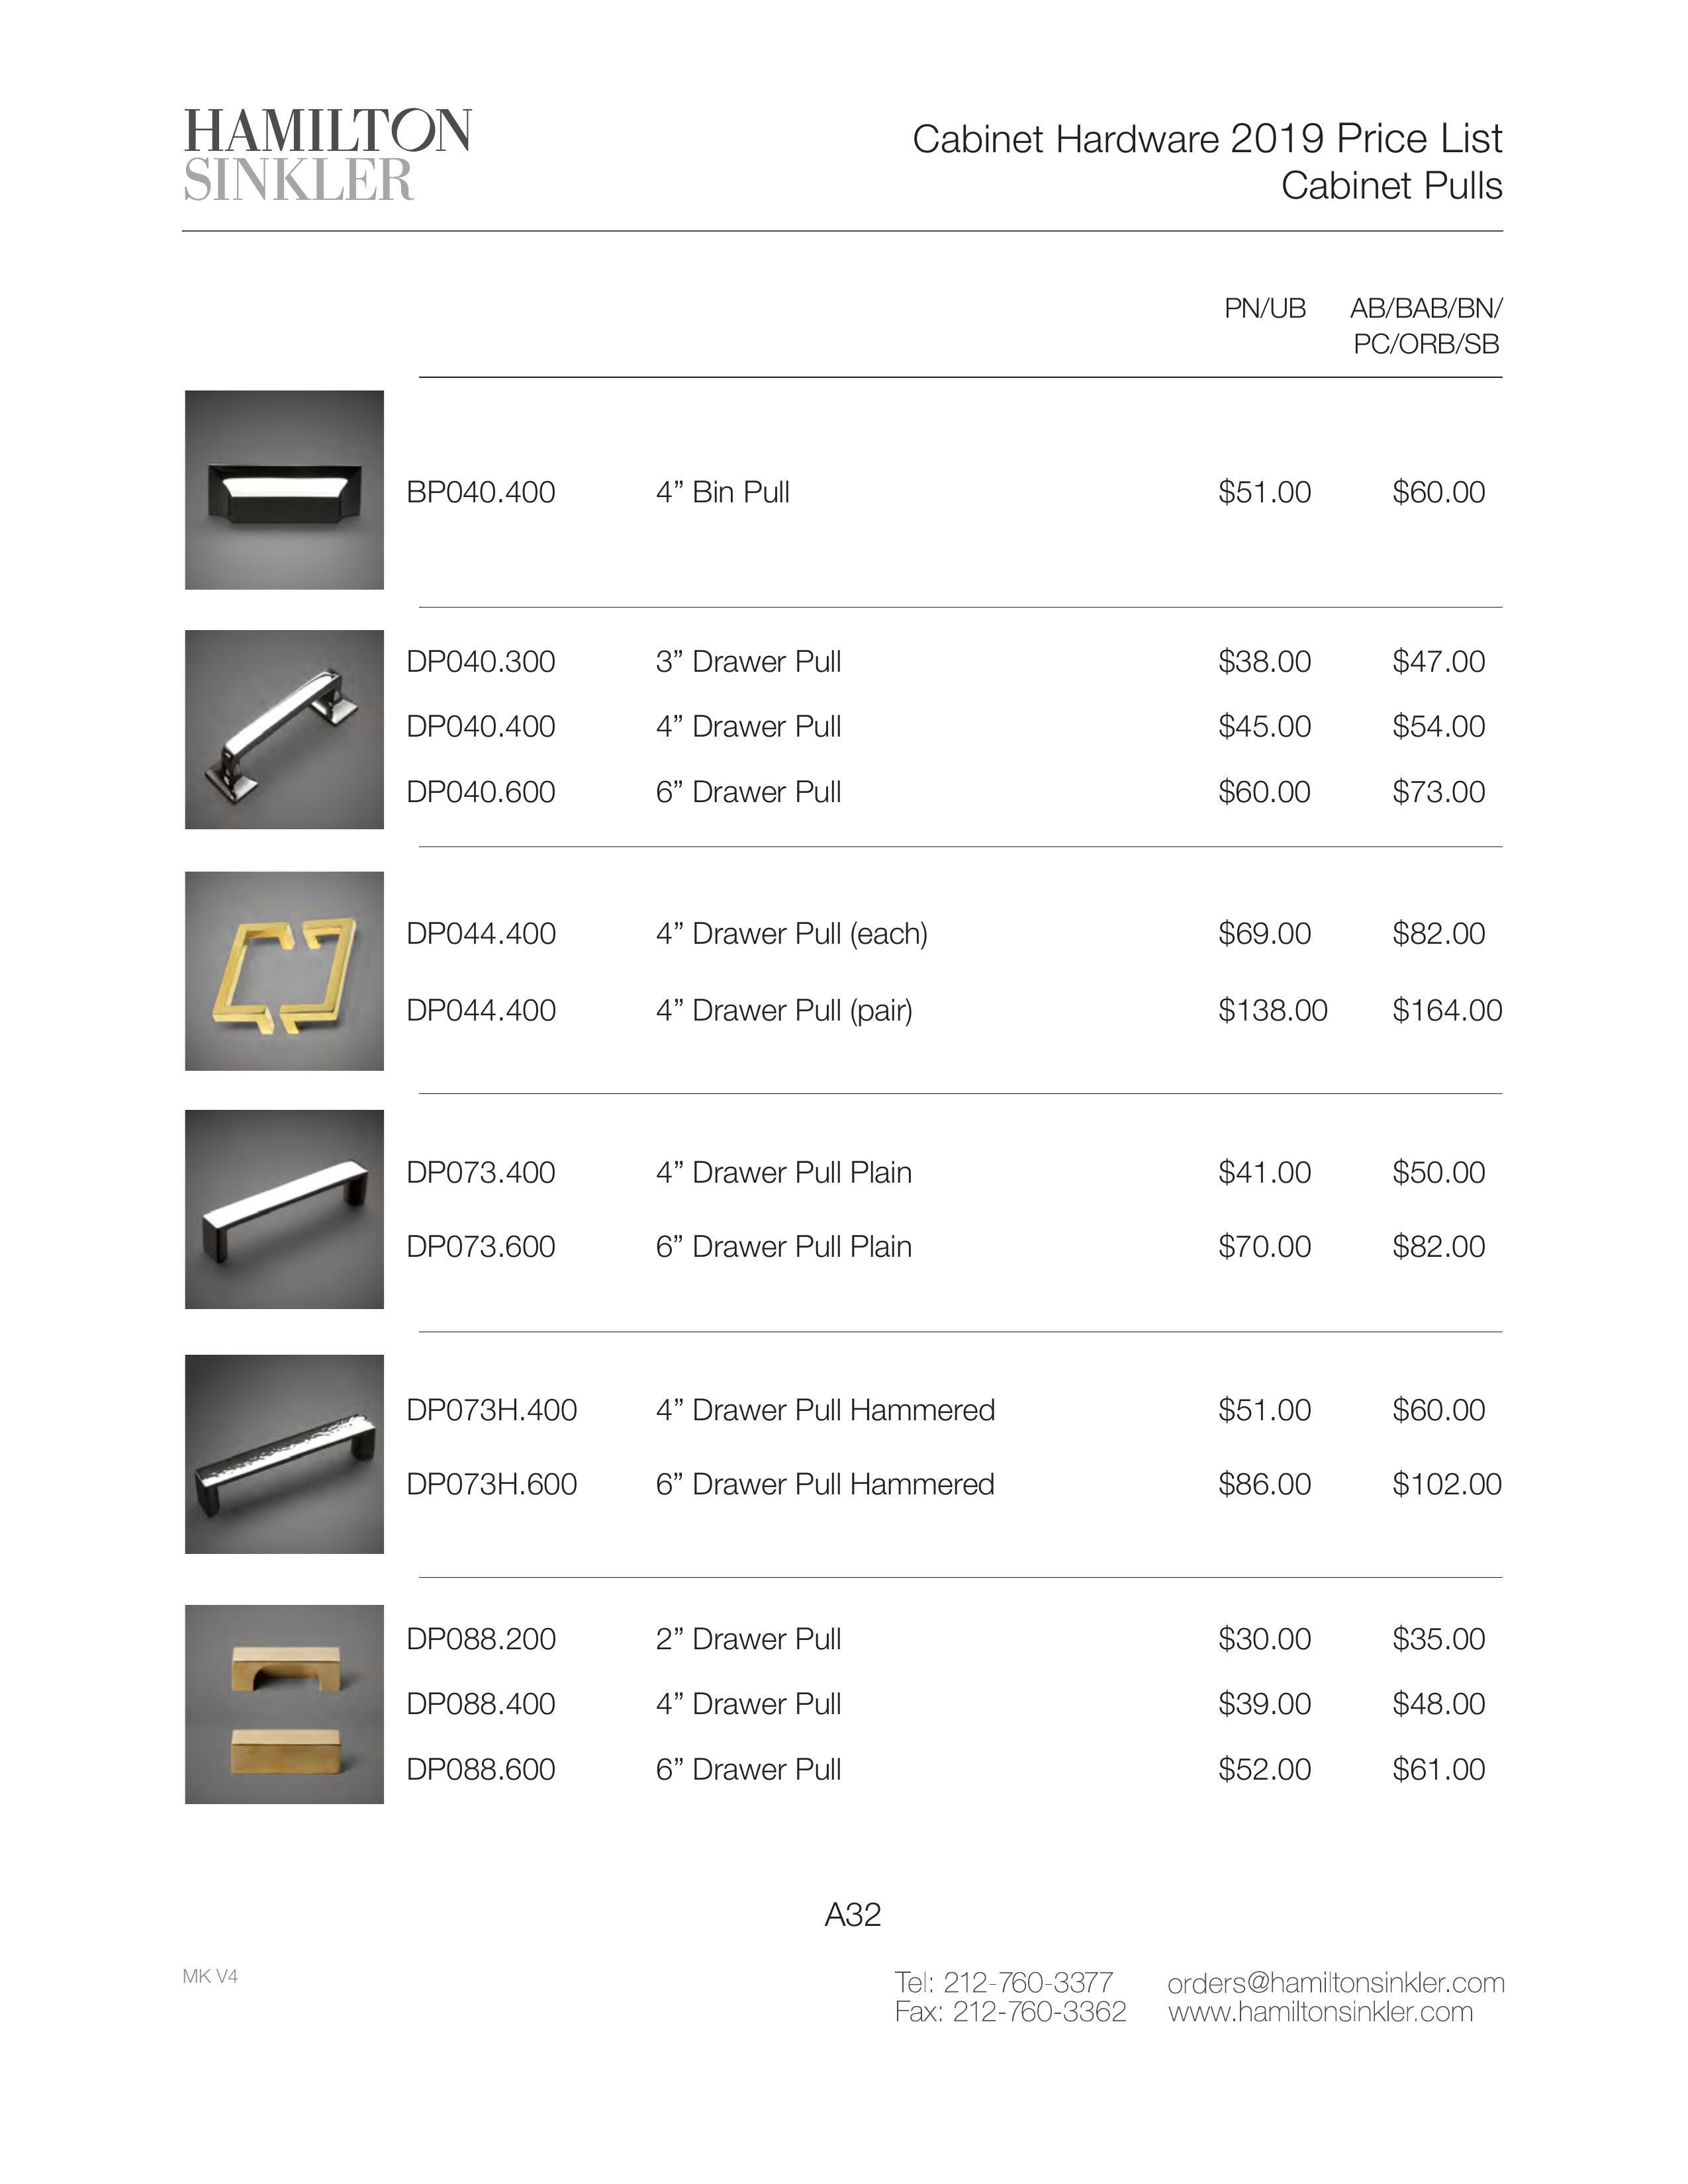 HAMILTON
SINKLER
Cabinet Hardware 2019 Price List
Cabinet Pulls
PN/UB AB/BAB/BN/
PC/ORB/SB
BP040.400 4” Bin Pull $51.00 $60.00
DP040.300 3” Drawer Pull $38.00 $47.00
DP040.400 4” Drawer Pull $45.00 $54.00
DP040.600 6” Drawer Pull $60.00 $73.00
DP044.400 4” Drawer Pull (each) $69.00 $82.00
DP044.400 4” Drawer Pull (pair) $138.00 $164.00
DP073.400 4” Drawer Pull Plain $41.00 $50.00
DP073.600 6” Drawer Pull Plain $70.00 $82.00
DP073H.400 4” Drawer Pull Hammered $51.00 $60.00
DP073H.600 6” Drawer Pull Hammered $86.00 $102.00
DP088.200 2” Drawer Pull $30.00 $35.00
DP088.400 4” Drawer Pull $39.00 $48.00
DP088.600 6” Drawer Pull $52.00 $61.00
A32
MK V4
Tel: 212-760-3377 orders@hamiltonsinkler.com
Fax: 212-760-3362 www.hamiltonsinkler.com